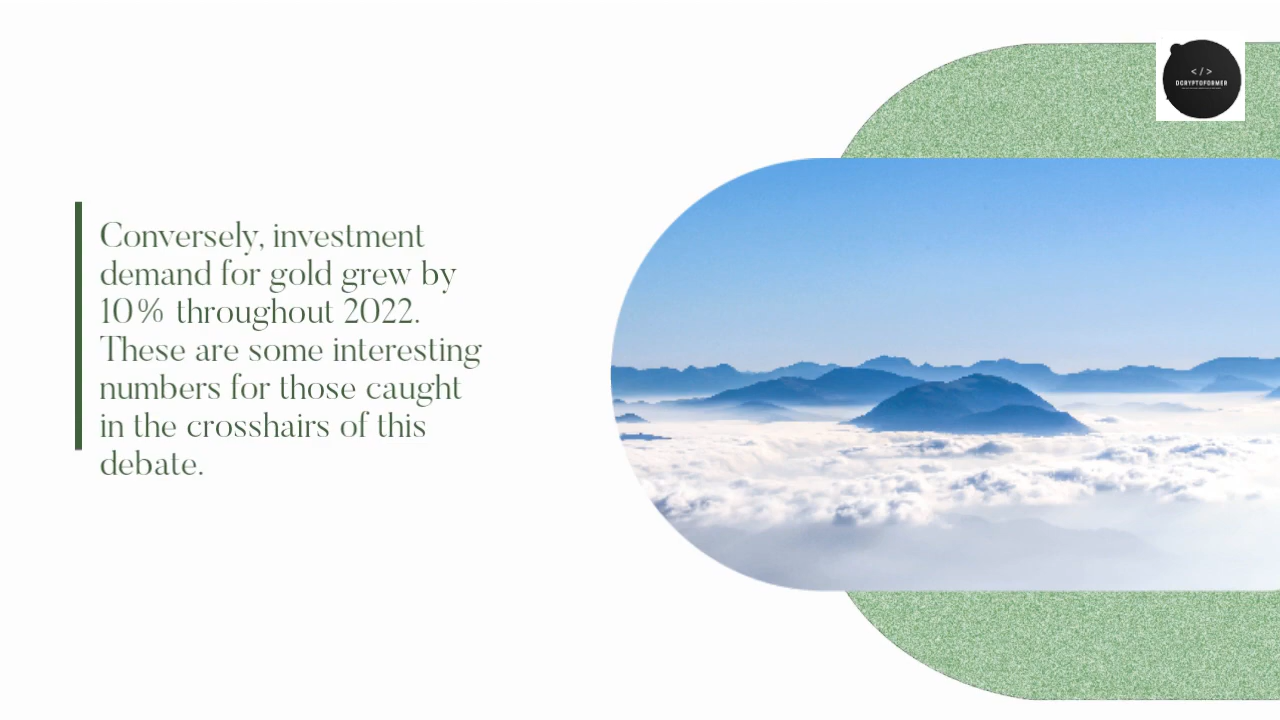 </>
DCRYPTOFORMER
Conversely, investment
demand for gold grew by
10% throughout 2022.
These are some interesting
numbers for those caught
in the crosshairs of this
debate.